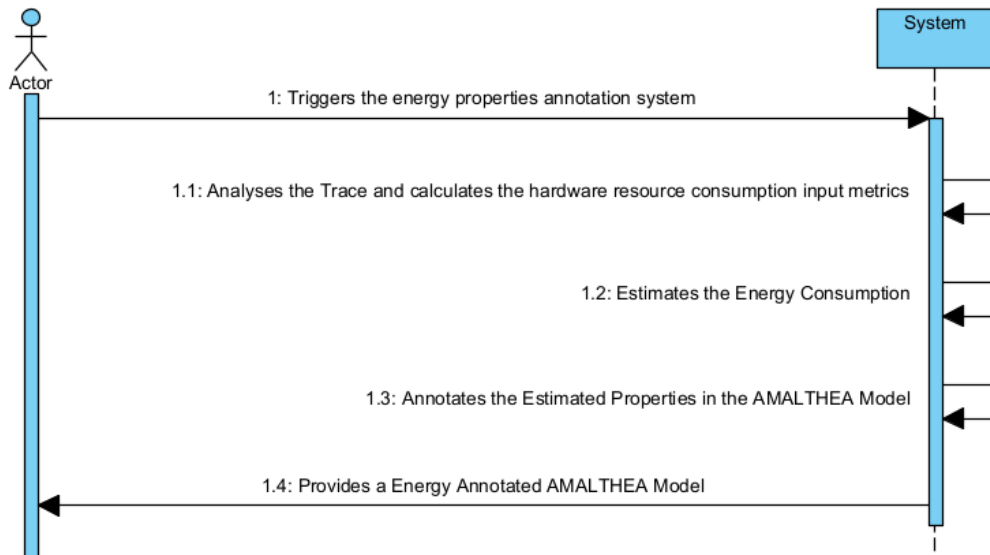 System
Actor
1: Triggers the energy properties annotation system
1.1: Analyses the Trace and calculates the hardware resource consumption input metrics
1.2: Estimates the Energy Consumption
1.3: Annotates the Estimated Properties in the AMALTHEA Model
1.4: Provides a Energy Annotated AMALTHEA Model